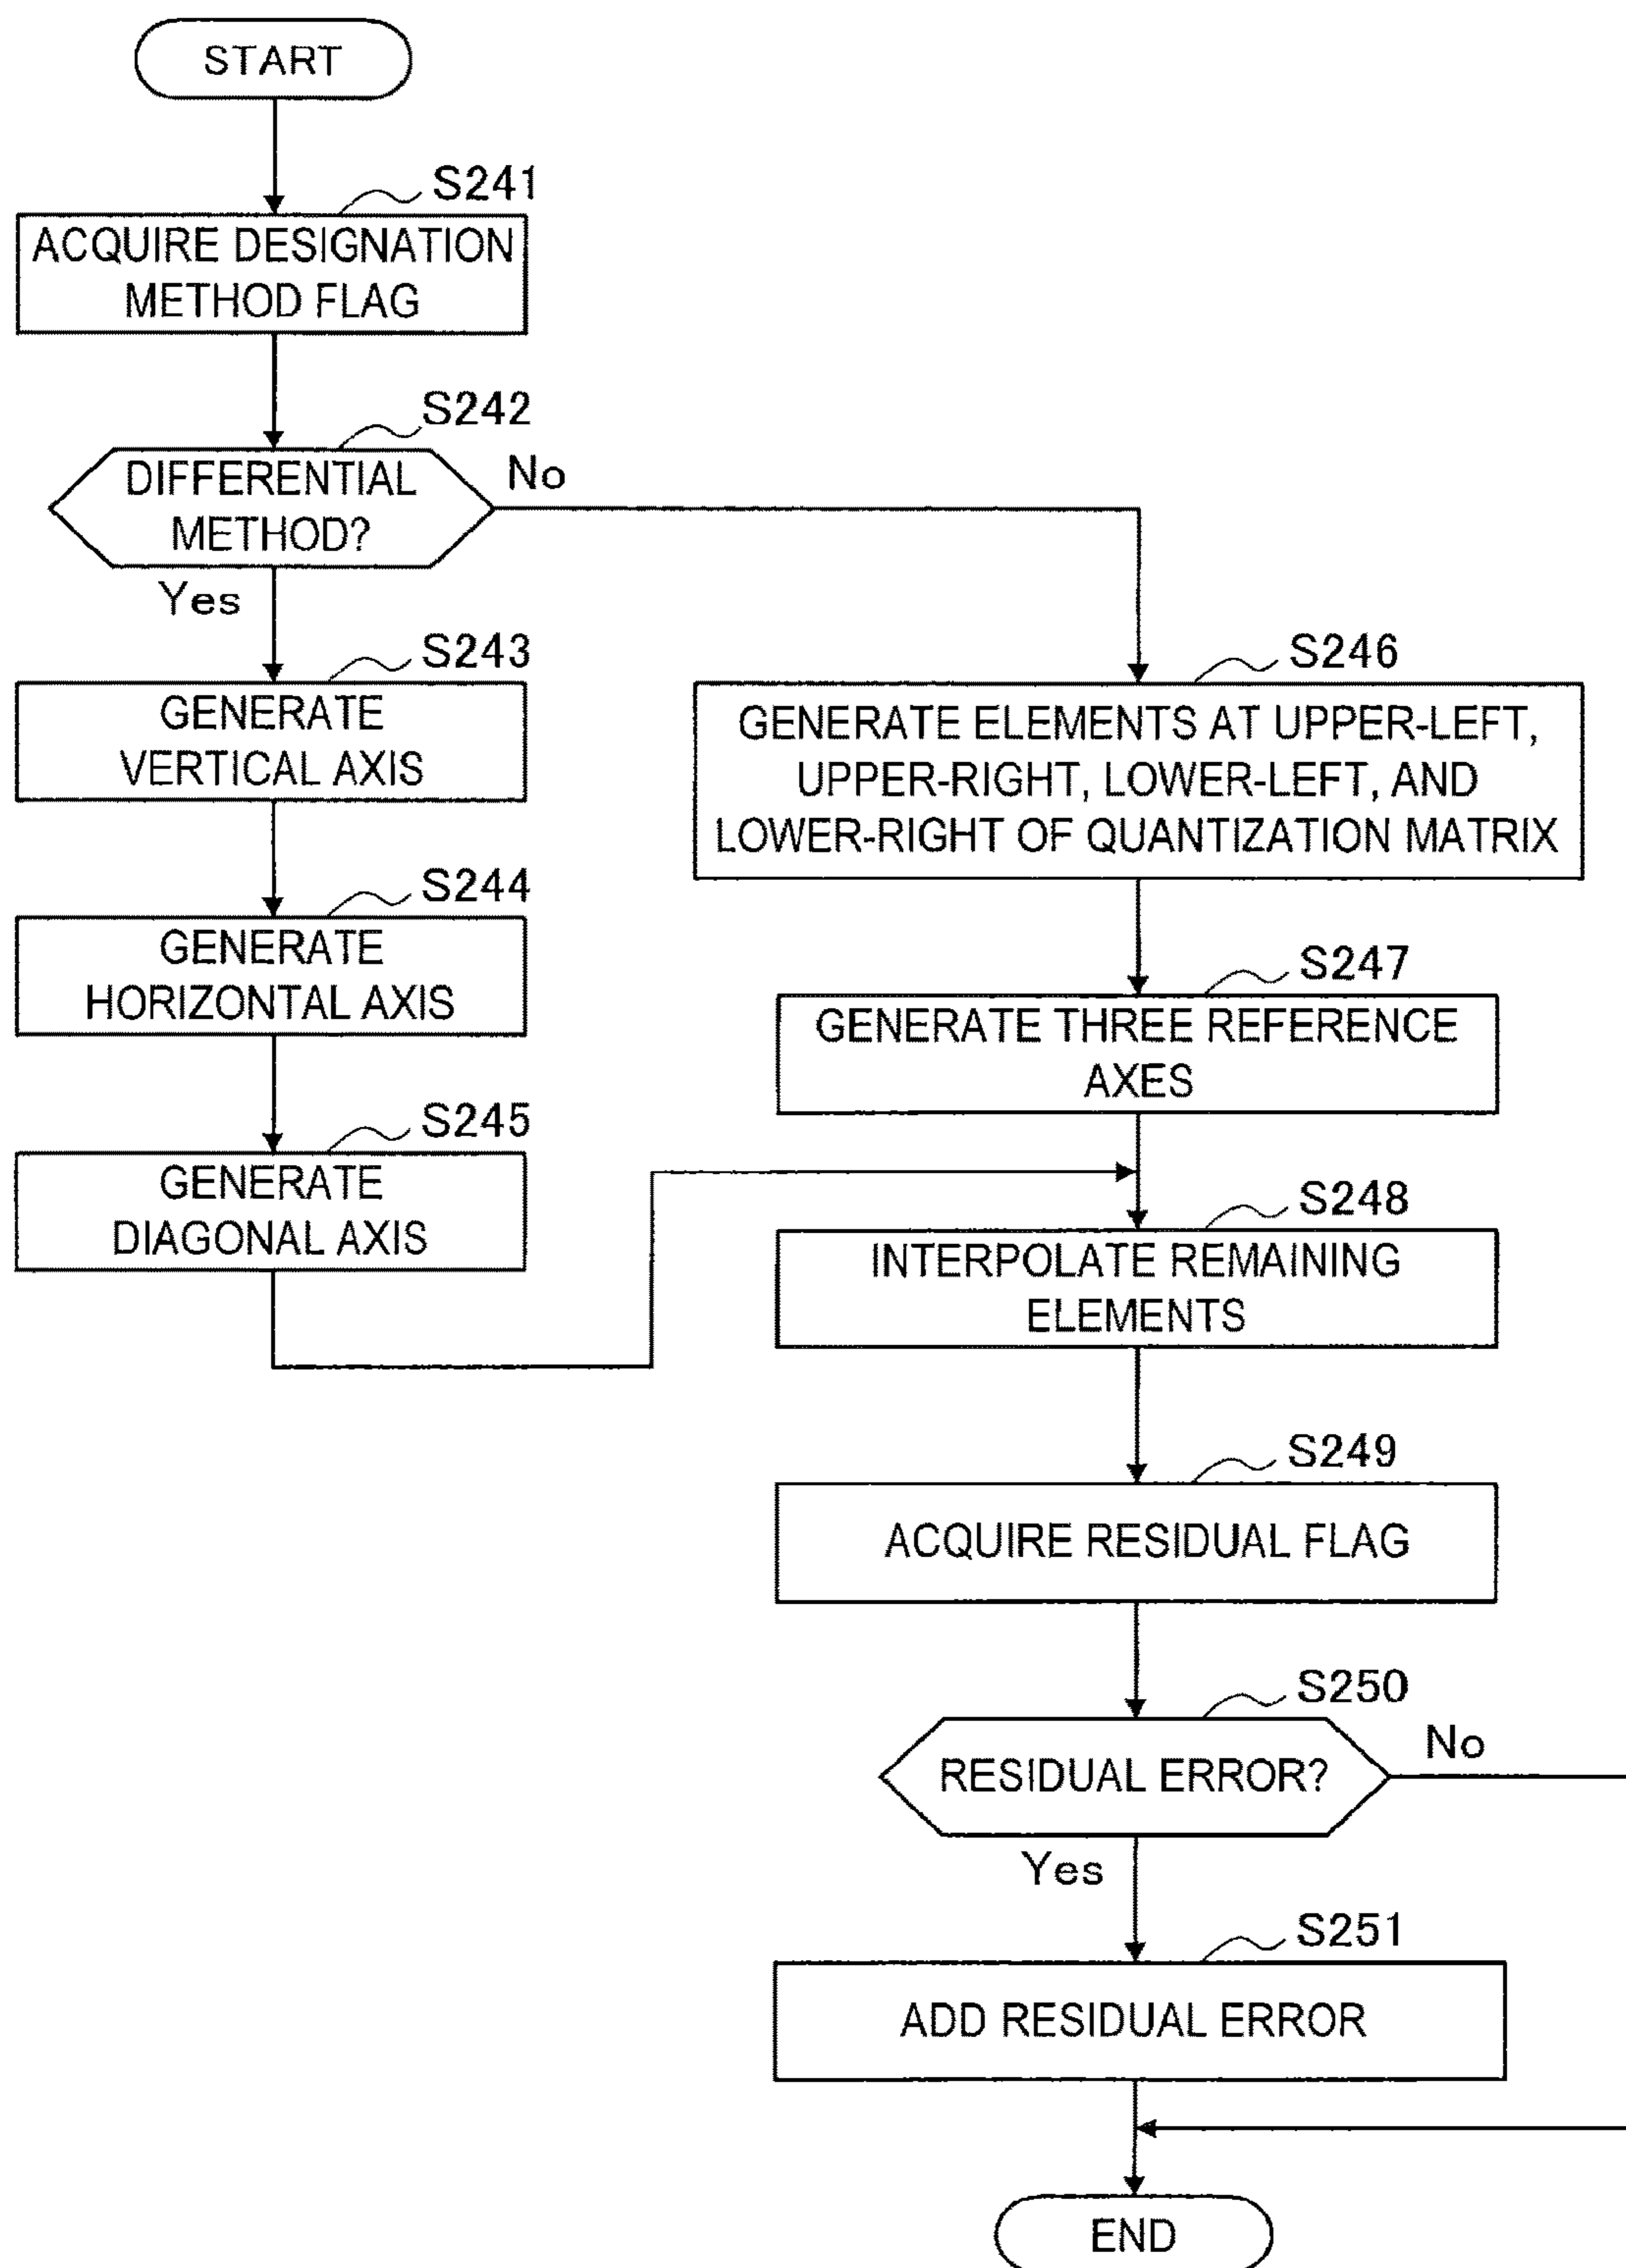 START
S241
ACQUIRE DESIGNATION
METHOD FLAG
S242
DIFFERENTIAL
METHOD?
No
Yes
S243
GENERATE
VERTICAL AXIS
S244
GENERATE
HORIZONTAL AXIS
S245
GENERATE
DIAGONAL AXIS
S246
GENERATE ELEMENTS AT UPPER-LEFT,
UPPER-RIGHT, LOWER-LEFT, AND
LOWER-RIGHT OF QUANTIZATION MATRIX
S247
GENERATE THREE REFERENCE
AXES
S248
INTERPOLATE REMAINING
ELEMENTS
S249
ACQUIRE RESIDUAL FLAG
S250
RESIDUAL ERROR?
No
Yes
S251
ADD RESIDUAL ERROR
END